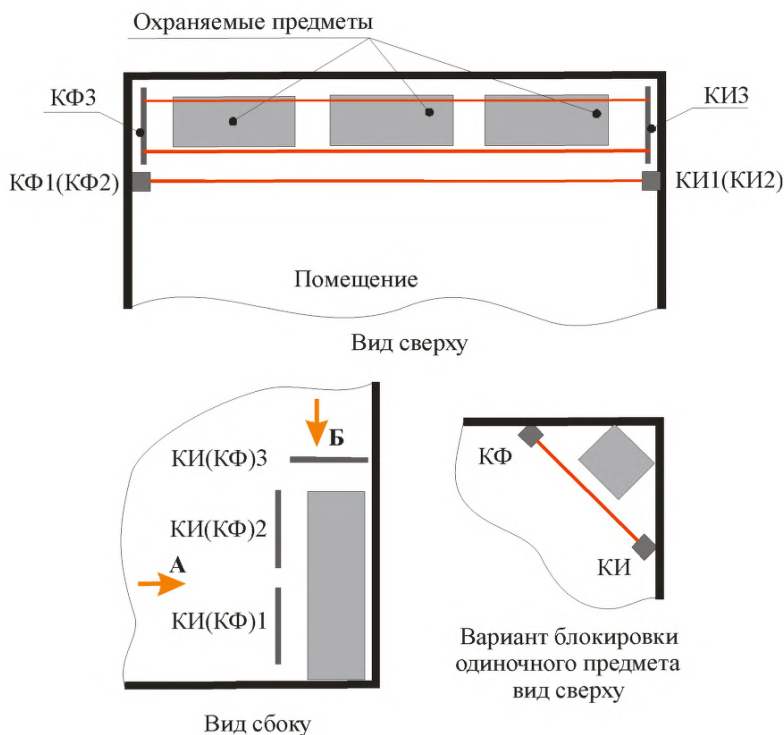 Охраняемые предметы
КФ3
КИ3
КФ1(КФ2)
КИ1(КИ2)
Помещение
Вид сверху
Б
КИ(КФ)3
КИ(КФ)2
А
КИ(КФ)1
Вид сбоку
КФ
КИ
Вариант блокировки
одиночного предмета
вид сверху